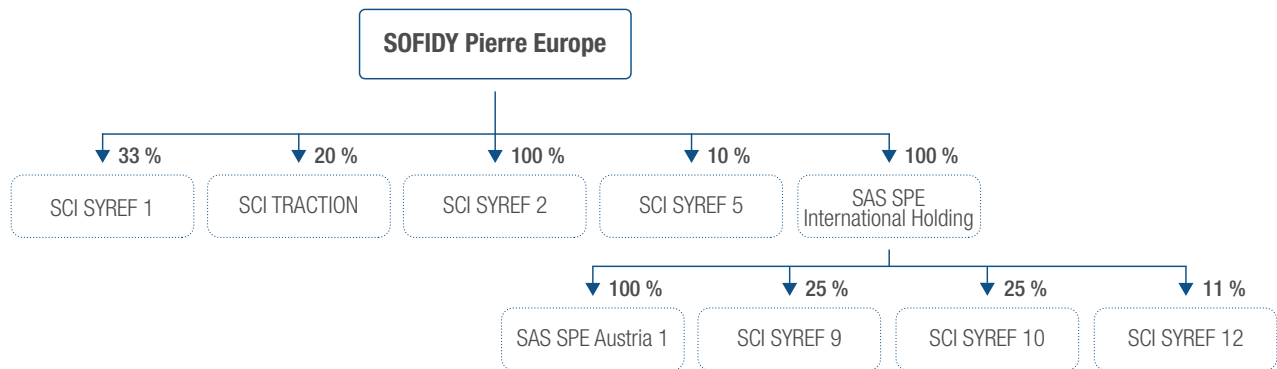 SOFIDY Pierre Europe
33 %
20 %
100 %
10 %
100 %
SCI SYREF 1
SCI TRACTION
SCI SYREF 2
SCI SYREF 5
SAS SPE
International Holding
100 %
25 %
25 %
11 %
SAS SPE Austria 1
SCI SYREF 9
SCI SYREF 10
SCI SYREF 12